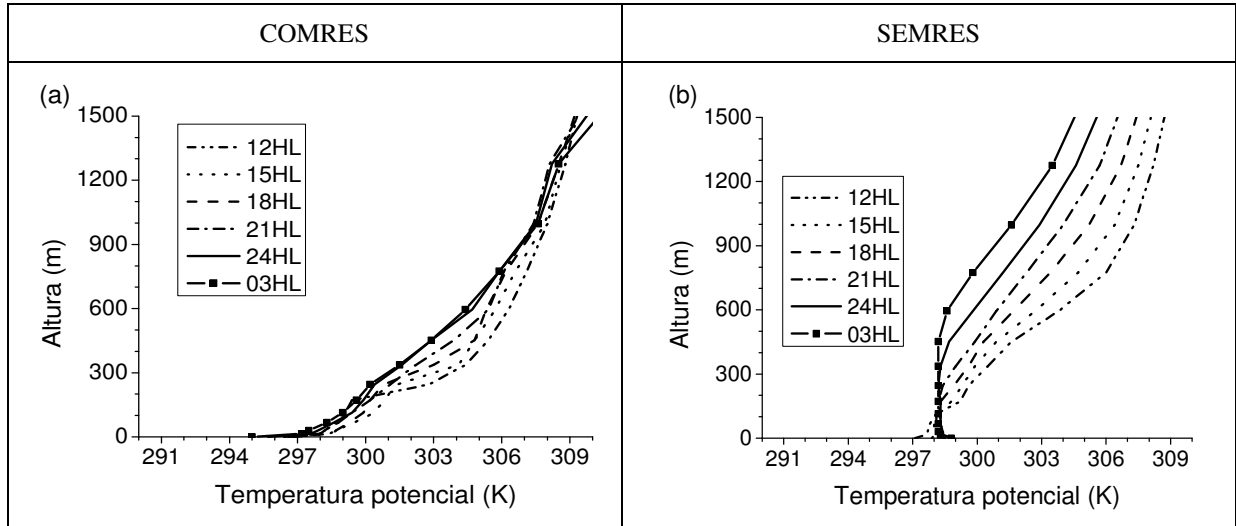 COMRES
SEMRES
(a)
1500
1200
900
600
300
0
Altura (m)
12HL
15HL
18HL
21HL
24HL
03HL
291 294 297 300 303 306 309
Temperatura potencial (K)
(b)
1500
1200
900
600
300
0
Altura (m)
12HL
15HL
18HL
21HL
24HL
03HL
291 294 297 300 303 306 309
Temperatura potencial (K)